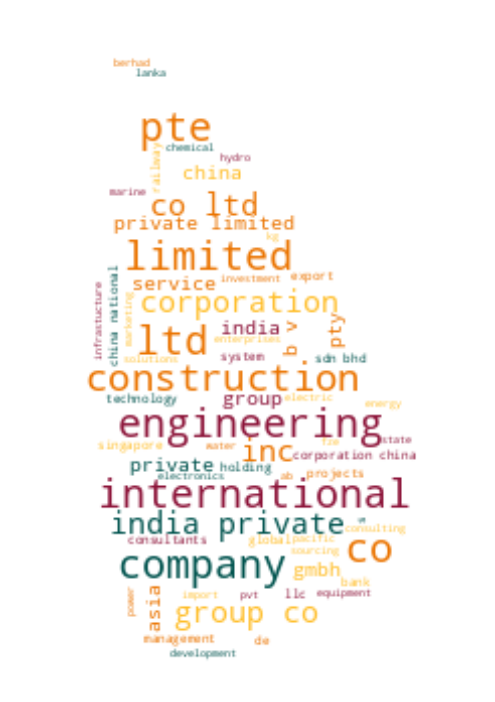 berhad
lanka
pte
chemical
railway
hydro
china
marine
co ltd
private limited
kg
limited
investment
export
service
china national
infrastucture
marketing
corporation
india
b v
pty
ltd
enterprises
solutions
system
sdn bhd
construction
technology
group
electric
energy
engineering
singapore
water
inc
state
corporation china
private
holding
electronics
ab
projects
international
india private
consulting
consultants
global
pacific
sourcing
co
company
gmbh
bank
power
asia
import
pvt
llc
equipment
group co
management
de
development